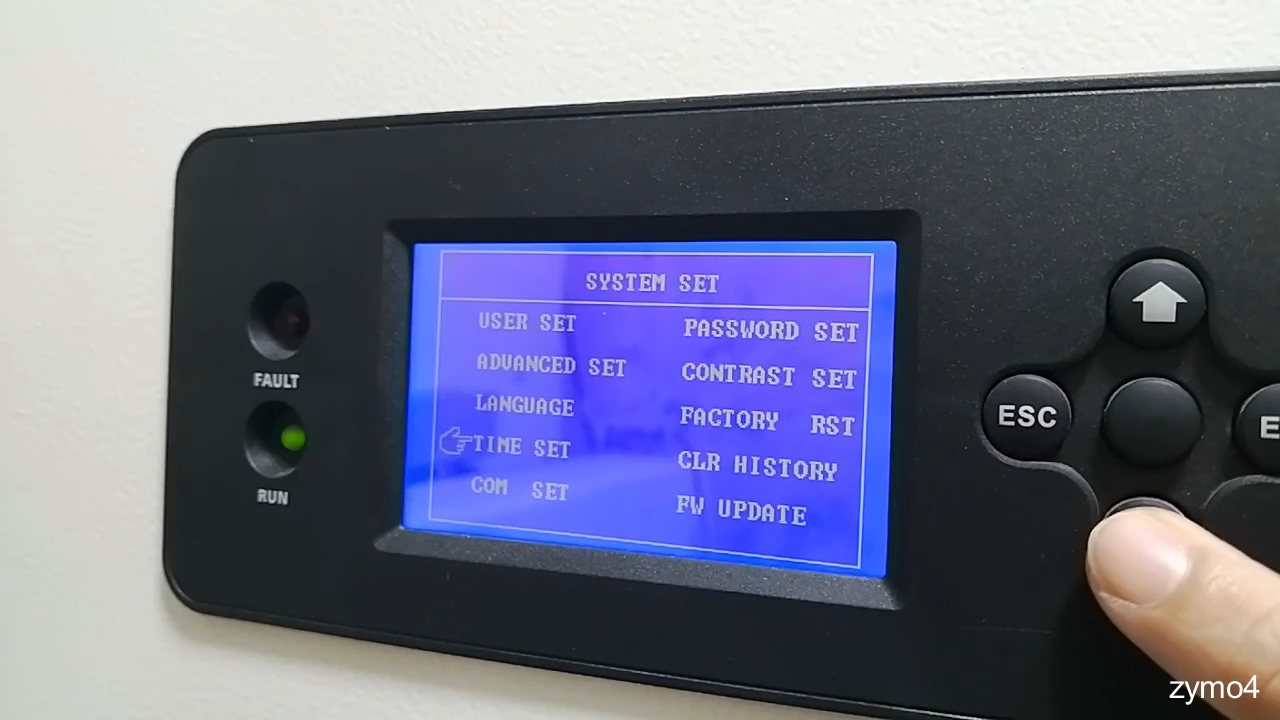 SYSTEM SET
USER SET
ADVANCED SET
LANGUAGE
TIME SET
COM SET
PASSWORD SET
CONTRAST SET
FACTORY RST
CLR HISTORY
FW UPDATE
FAULT
RUN
ESC
E
zymo4